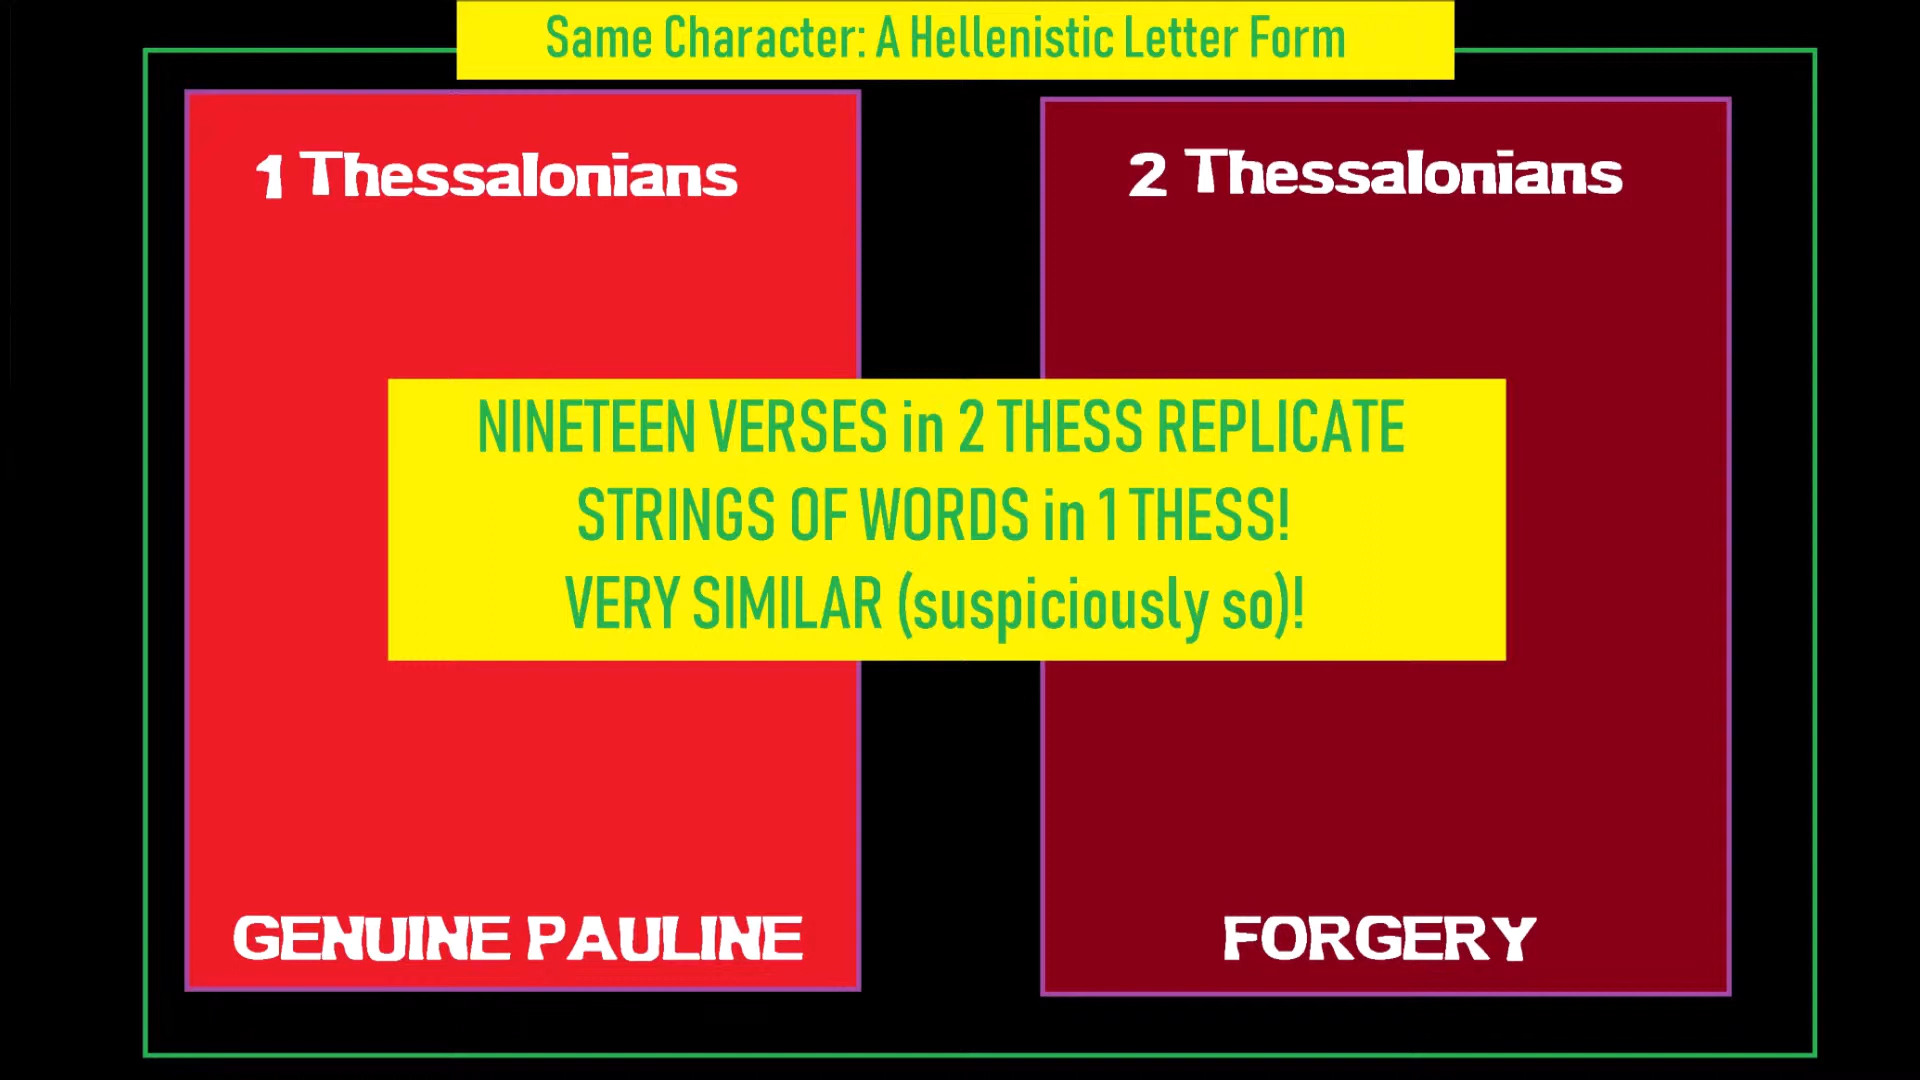 Same Character: A Hellenistic Letter Form
1 Thessalonians
2 Thessalonians
NINETEEN VERSES in 2 THESS REPLICATE
STRINGS OF WORDS in 1 THESS!
VERY SIMILAR (suspiciously so)!
GENUINE PAULINE
FORGERY